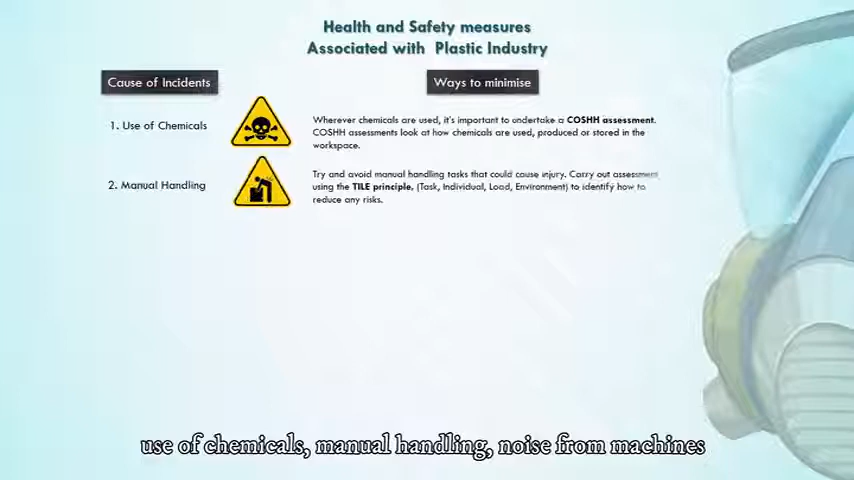 Health and Safety measures
Associated with Plastic Industry
Cause of Incidents
Ways to minimise
1. Use of Chemicals
Wherever chemicals are used, it's important to undertake a COSHH assessment.
COSHH assessments look at how chemicals are used, produced or stored in the
workspace.
2. Manual Handling
Try and avoid manual handling tasks that could cause injury. Carry out assessment
using the TILE principle, (Task, Individual, Load, Environment) to identify how to
reduce any risks.
use of chemicals, manual handling, noise from machines